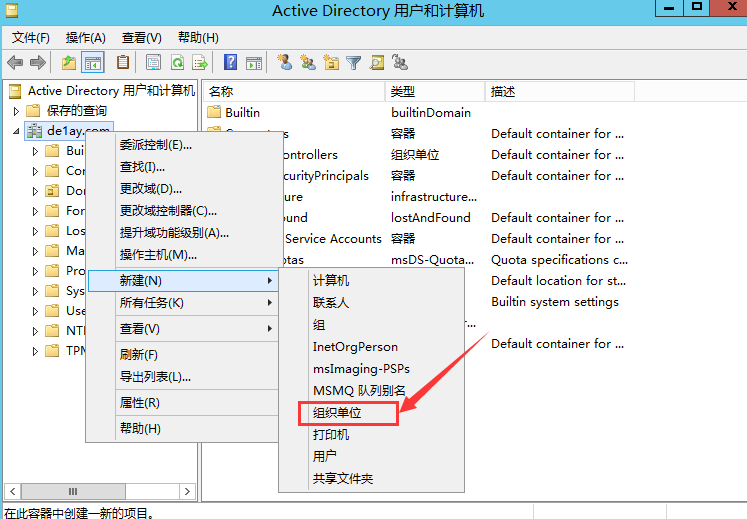 Active Directory 用户和计算机
文件(F) 操作(A) 查看(V) 帮助(H)
Active Directory 用户和计算机
保存的查询
de1ay.com
Bui
Cor
Dor
For
Los
Ma
Pro
Sys
Use
NTI
TPM
委派控制(E)...
查找(I)...
更改域(D)...
更改域控制器(C)...
提升域功能级别(A)...
操作主机(M)...
新建(N)
所有任务(K)
查看(V)
刷新(F)
导出列表(L)...
属性(R)
帮助(H)
计算机
联系人
组
InetOrgPerson
msImaging-PSPs
MSMQ 队列别名
组织单位
打印机
用户
共享文件夹
名称 类型 描述
Builtin builtinDomain
容器 Default container for ...
ontrollers 组织单位 Default container for ...
ecurityPrincipals 容器 Default container for ...
ure infrastructure...
ound lostAndFound Default container for ...
Service Accounts 容器 Default container for ...
otas msDS-Quota... Quota specifications c...
Default location for st...
Builtin system settings
...
Default container for ...
在此容器中创建一新的项目。